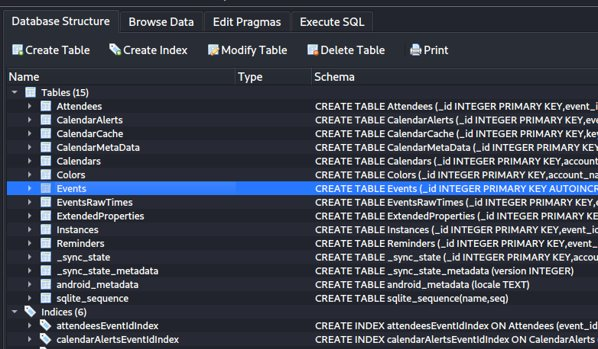 Database Structure Browse Data Edit Pragmas Execute SQL
Create Table Create Index Modify Table Delete Table Print
Name Type Schema
Tables (15)
Attendees CREATE TABLE Attendees (_id INTEGER PRIMARY KEY,event_i
CalendarAlerts CREATE TABLE CalendarAlerts (_id INTEGER PRIMARY KEY,eve
CalendarCache CREATE TABLE CalendarCache (_id INTEGER PRIMARY KEY,key
CalendarMetaData CREATE TABLE CalendarMetaData (_id INTEGER PRIMARY KEY,
Calendars CREATE TABLE Calendars (_id INTEGER PRIMARY KEY,account
Colors CREATE TABLE Colors (_id INTEGER PRIMARY KEY,account_na
Events CREATE TABLE Events (_id INTEGER PRIMARY KEY AUTOINCR
EventsRawTimes CREATE TABLE EventsRawTimes (_id INTEGER PRIMARY KEY,e
ExtendedProperties CREATE TABLE ExtendedProperties (_id INTEGER PRIMARY KEY
Instances CREATE TABLE Instances (_id INTEGER PRIMARY KEY,event_id
Reminders CREATE TABLE Reminders (_id INTEGER PRIMARY KEY,event_
_sync_state CREATE TABLE _sync_state (_id INTEGER PRIMARY KEY,accou
_sync_state_metadata CREATE TABLE _sync_state_metadata (version INTEGER)
android_metadata CREATE TABLE android_metadata (locale TEXT)
sqlite_sequence CREATE TABLE sqlite_sequence(name,seq)
Indices (6)
attendeesEventIdIndex CREATE INDEX attendeesEventIdIndex ON Attendees (event_id
calendarAlertsEventIdIndex CREATE INDEX calendarAlertsEventIdIndex ON CalendarAlerts (